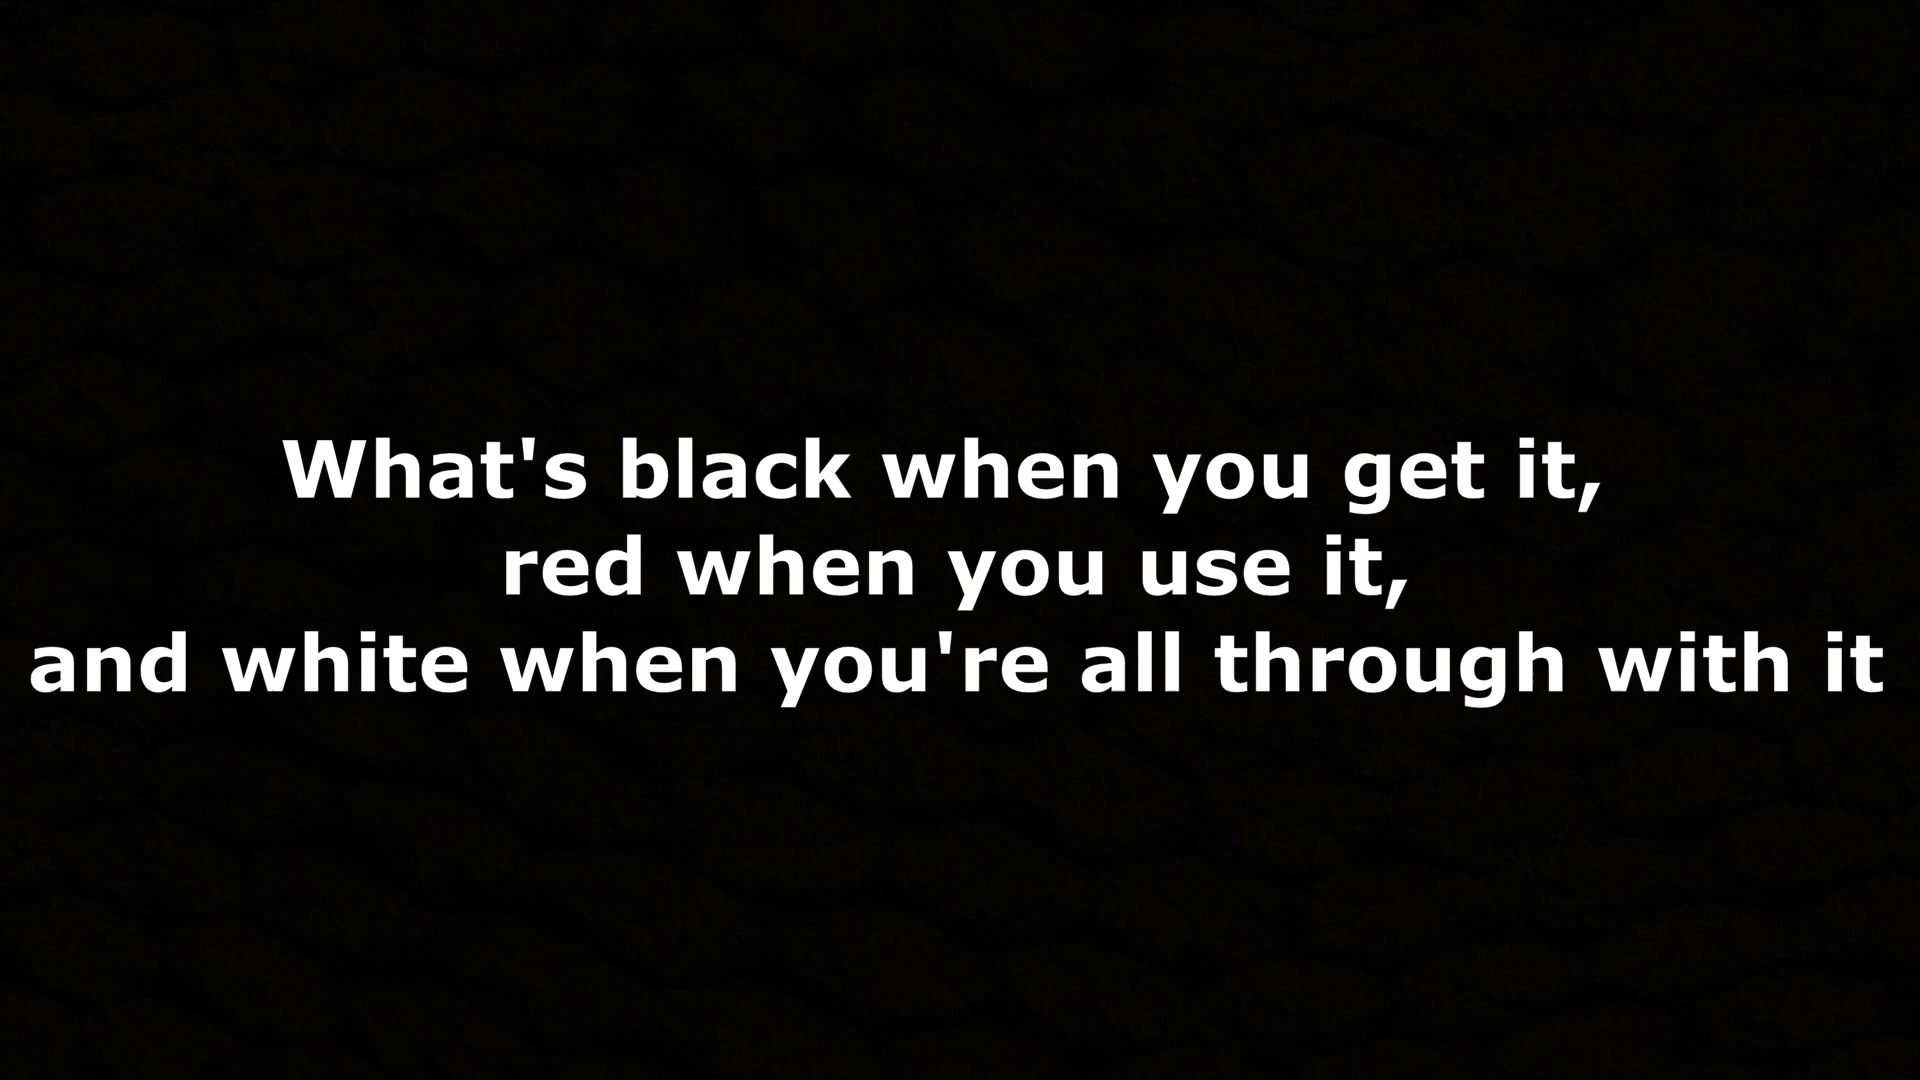 What's black when you get it,
red when you use it,
and white when you're all through with it